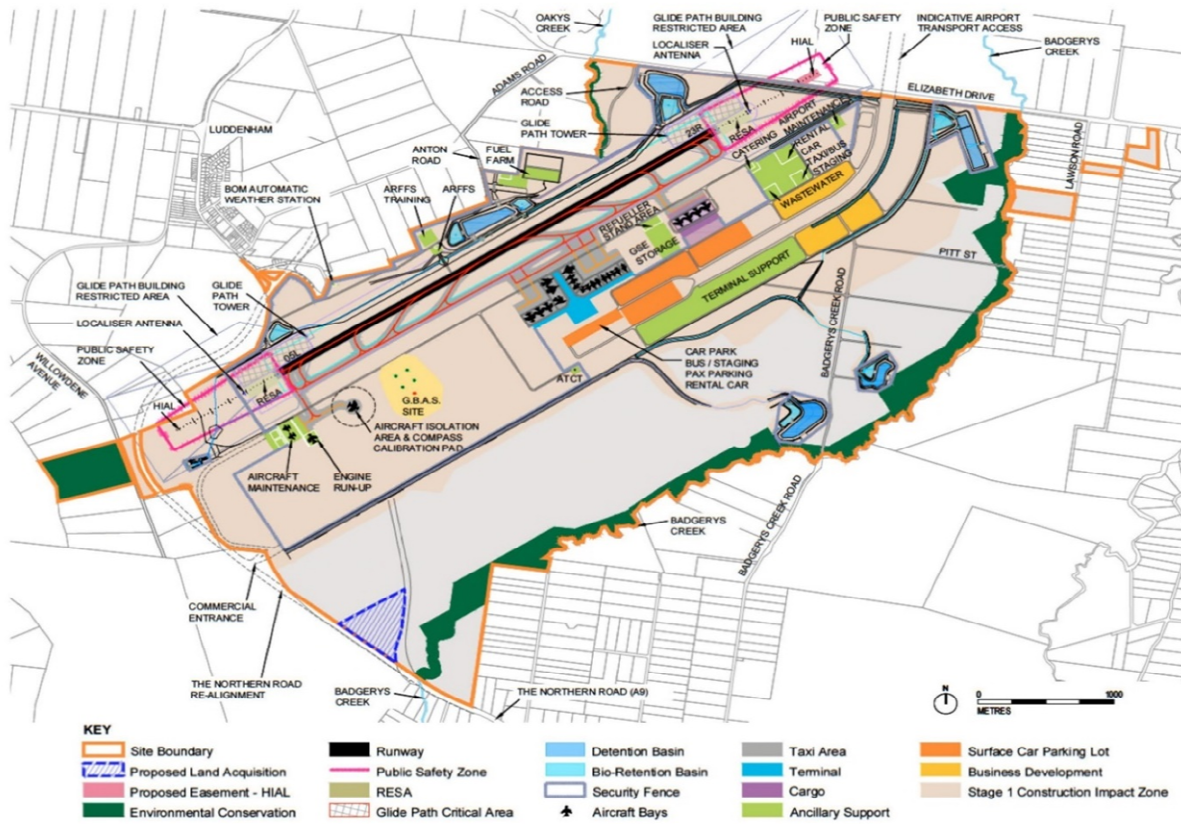 OAKYS
CREEK
GLIDE PATH BUILDING
RESTRICTED AREA
PUBLIC SAFETY
ZONE
INDICATIVE AIRPORT
TRANSPORT ACCESS
LOCALISER
ANTENNA
HIAL
BADGERYS
CREEK
ADAMS ROAD
ACCESS
ROAD
ELIZABETH DRIVE
GLIDE
PATH TOWER
23R
RESA
AIRPORT
MAINTENANCE
CATERING
RENTAL
CAR
TAXI/BUS
STAGING
WASTEWATER
LAWSON ROAD
LUDDENHAM
ANTON
ROAD
FUEL
FARM
BOM AUTOMATIC
WEATHER STATION
ARFFS
TRAINING
ARFFS
REFUELLER
STAND AREA
GSE
STORAGE
TERMINAL SUPPORT
PITT ST
GLIDE PATH BUILDING
RESTRICTED AREA
GLIDE
PATH
TOWER
LOCALISER ANTENNA
PUBLIC SAFETY
ZONE
WILLOWDENE
AVENUE
05L
RESA
HIAL
BADGERYS CREEK ROAD
CAR PARK
BUS / STAGING
PAX PARKING
RENTAL CAR
ATCT
G.B.A.S.
SITE
AIRCRAFT ISOLATION
AREA & COMPASS
CALIBRATION PAD
AIRCRAFT
MAINTENANCE
ENGINE
RUN-UP
BADGERYS
CREEK
BADGERYS CREEK ROAD
COMMERCIAL
ENTRANCE
THE NORTHERN ROAD
RE-ALIGNMENT
BADGERYS
CREEK
THE NORTHERN ROAD (A9)
N
0 1000
METRES
KEY
Site Boundary
Proposed Land Acquisition
Proposed Easement - HIAL
Environmental Conservation
Runway
Public Safety Zone
RESA
Glide Path Critical Area
Detention Basin
Bio-Retention Basin
Security Fence
Aircraft Bays
Taxi Area
Terminal
Cargo
Ancillary Support
Surface Car Parking Lot
Business Development
Stage 1 Construction Impact Zone